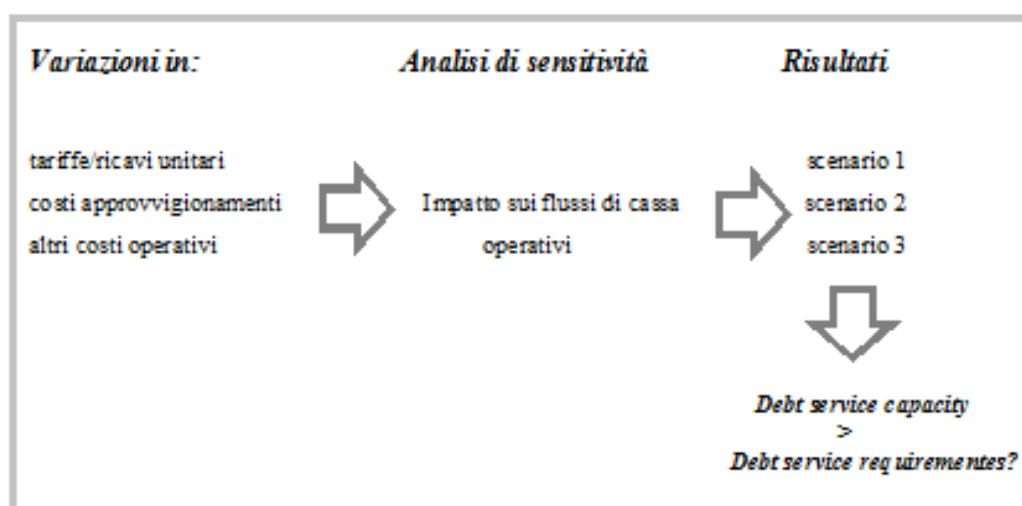 Variazioni in:
Analisi di sensitività
Risultati
tariffe/ricavi unitari
costi approvvigionamenti
altri costi operativi
Impatto sui flussi di cassa
operativi
scenario 1
scenario 2
scenario 3
Debt service capacity
>
Debt service requirementes?